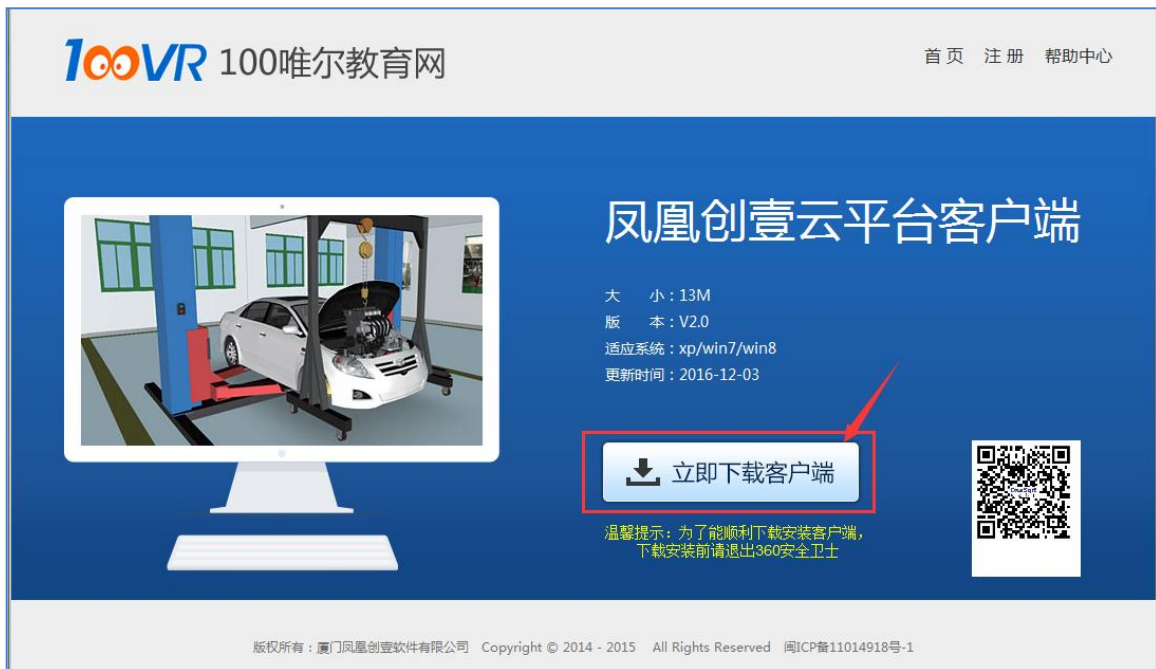 100VR 100唯尔教育网
首页 注册 帮助中心
凤凰创壹云平台客户端
大 小：13M
版 本：V2.0
适应系统：xp/win7/win8
更新时间：2016-12-03
立即下载客户端
温馨提示：为了能顺利下载安装客户端，
下载安装前请退出360安全卫士
版权所有：厦门凤凰创壹软件有限公司 Copyright © 2014 - 2015 All Rights Reserved 闽ICP备11014918号-1